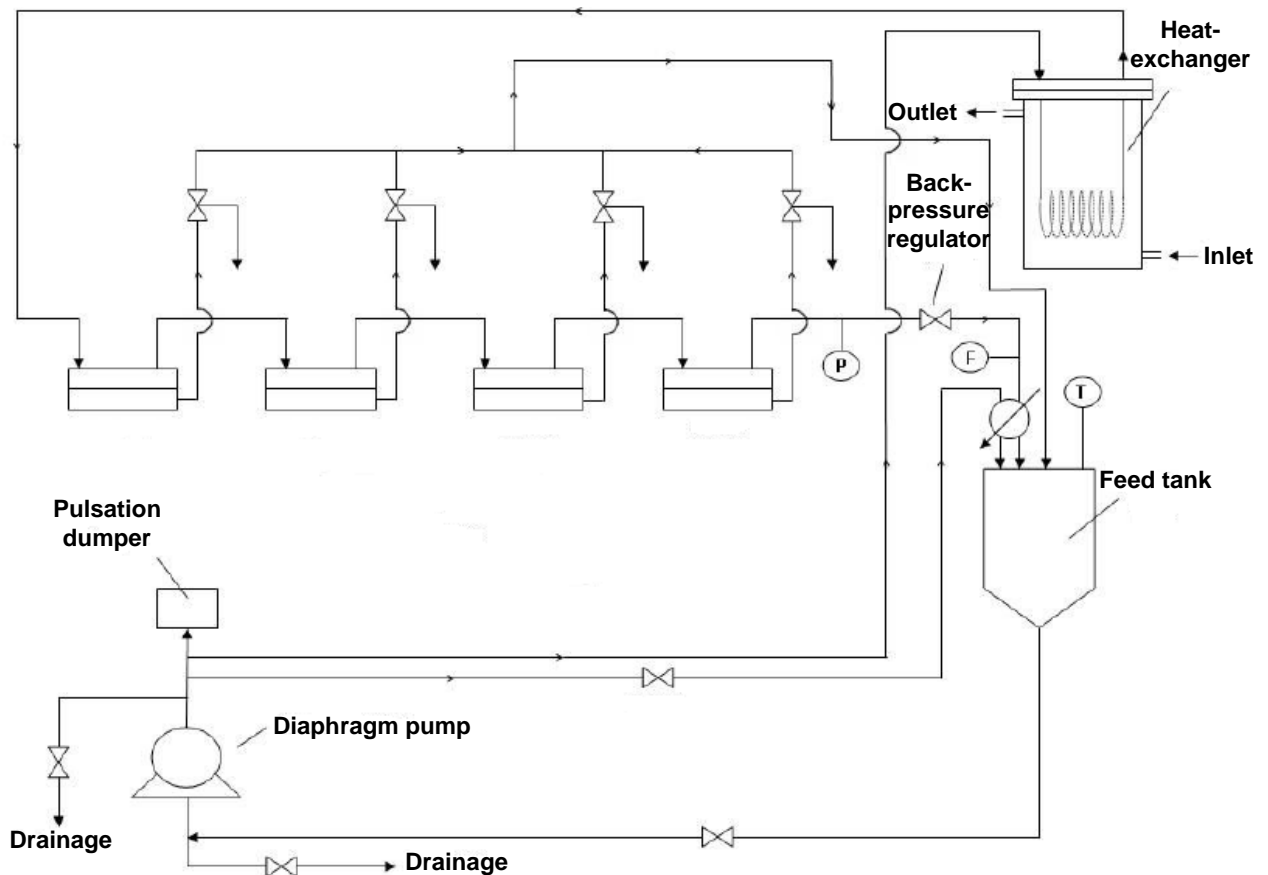 Heat-
exchanger
Outlet
Back-
pressure
regulator
Inlet
P
F
T
Feed tank
Pulsation
dumper
Diaphragm pump
Drainage
Drainage